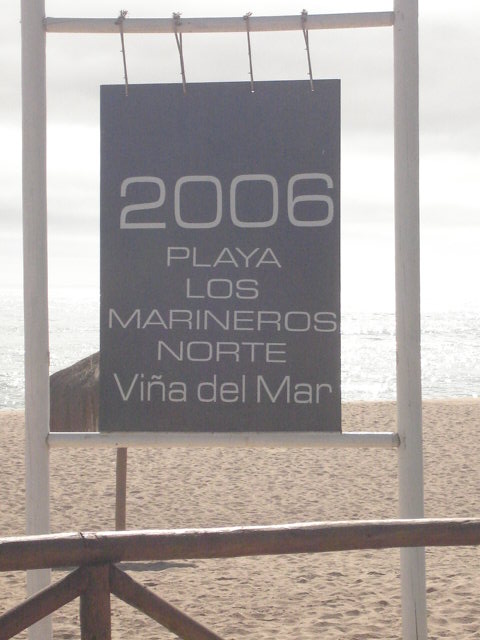 2006
PLAYA
LOS
MARINEROS
NORTE
Viña del Mar